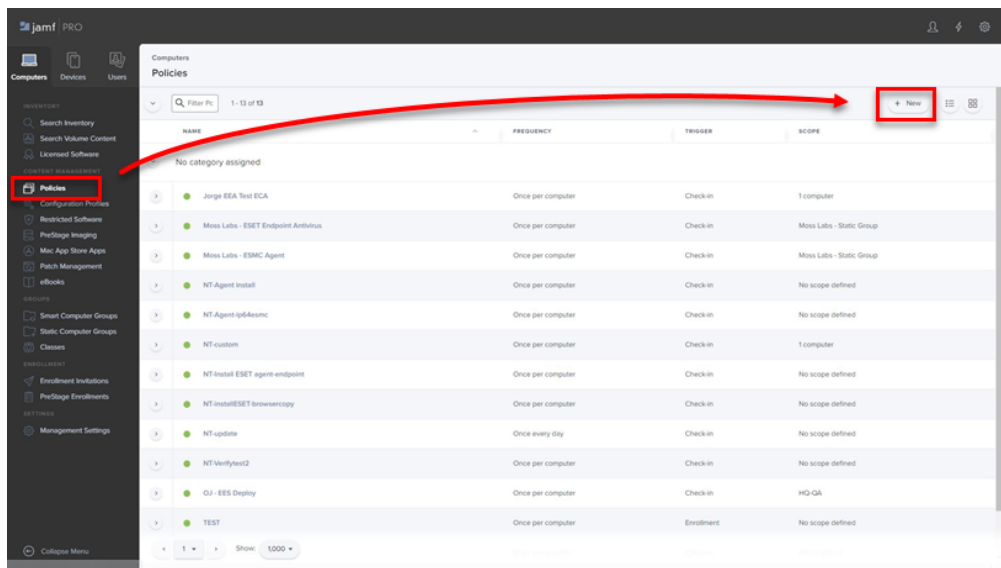 jamf PRO
Computers
Devices
Users
INVENTORY
Search Inventory
Search Volume Content
Licensed Software
CONTENT MANAGEMENT
Policies
Configuration Profiles
Restricted Software
PreStage Imaging
Mac App Store Apps
Patch Management
eBooks
GROUPS
Smart Computer Groups
Static Computer Groups
Classes
ENROLLMENT
Enrollment Invitations
PreStage Enrollments
SETTINGS
Management Settings
Collapse Menu
Computers
Policies
Filter Pc 1 - 13 of 13
+ New
NAME FREQUENCY TRIGGER SCOPE
No category assigned
Jorge EEA Test ECA Once per computer Check-in 1 computer
Moss Labs - ESET Endpoint Antivirus Once per computer Check-in Moss Labs - Static Group
Moss Labs - ESMC Agent Once per computer Check-in Moss Labs - Static Group
NT-Agent install Once per computer Check-in No scope defined
NT-Agent-ip64esmc Once per computer Check-in No scope defined
NT-custom Once per computer Check-in 1 computer
NT-Install ESET agent-endpoint Once per computer Check-in No scope defined
NT-installESET-browsercopy Once per computer Check-in No scope defined
NT-update Once every day Check-in No scope defined
NT-Verifytest2 Once per computer Check-in No scope defined
OJ - EES Deploy Once per computer Check-in HQ-QA
TEST Once per computer Enrollment No scope defined
1 Show: 1,000